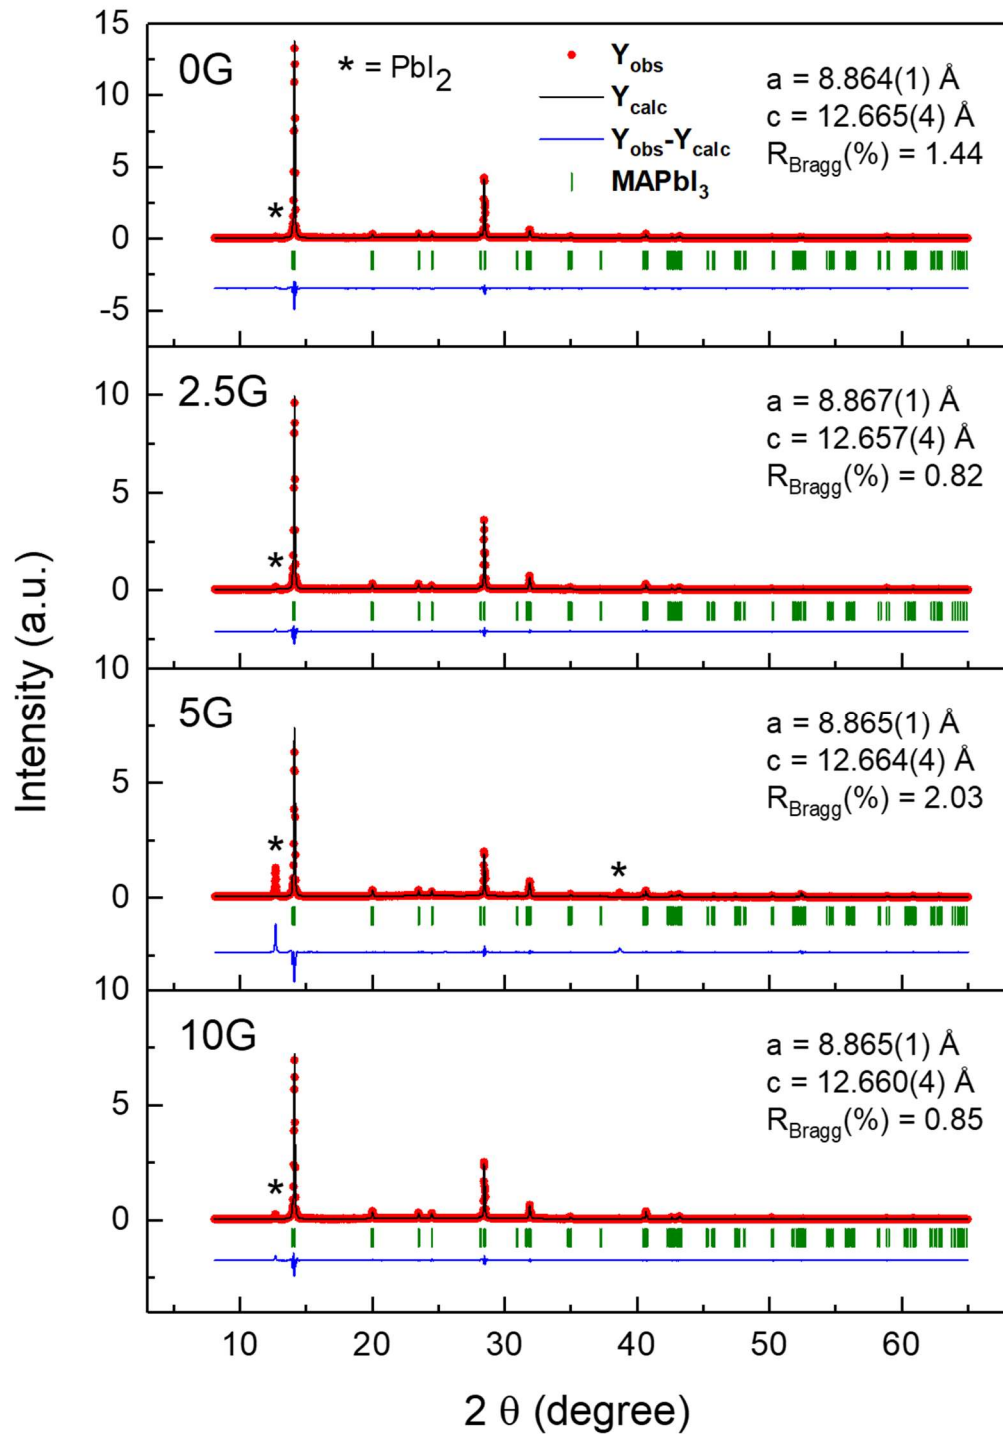 15
10
5
0
-5
0G
* = PbI2
Yobs
Ycalc
Yobs-Ycalc
MAPbI3
a = 8.864(1) Å
c = 12.665(4) Å
RBragg(%) = 1.44
*
10
5
0
2.5G
a = 8.867(1) Å
c = 12.657(4) Å
RBragg(%) = 0.82
*
10
5
0
5G
a = 8.865(1) Å
c = 12.664(4) Å
RBragg(%) = 2.03
*
*
10
5
0
10G
a = 8.865(1) Å
c = 12.660(4) Å
RBragg(%) = 0.85
*
10 20 30 40 50 60
2 θ (degree)
Intensity (a.u.)